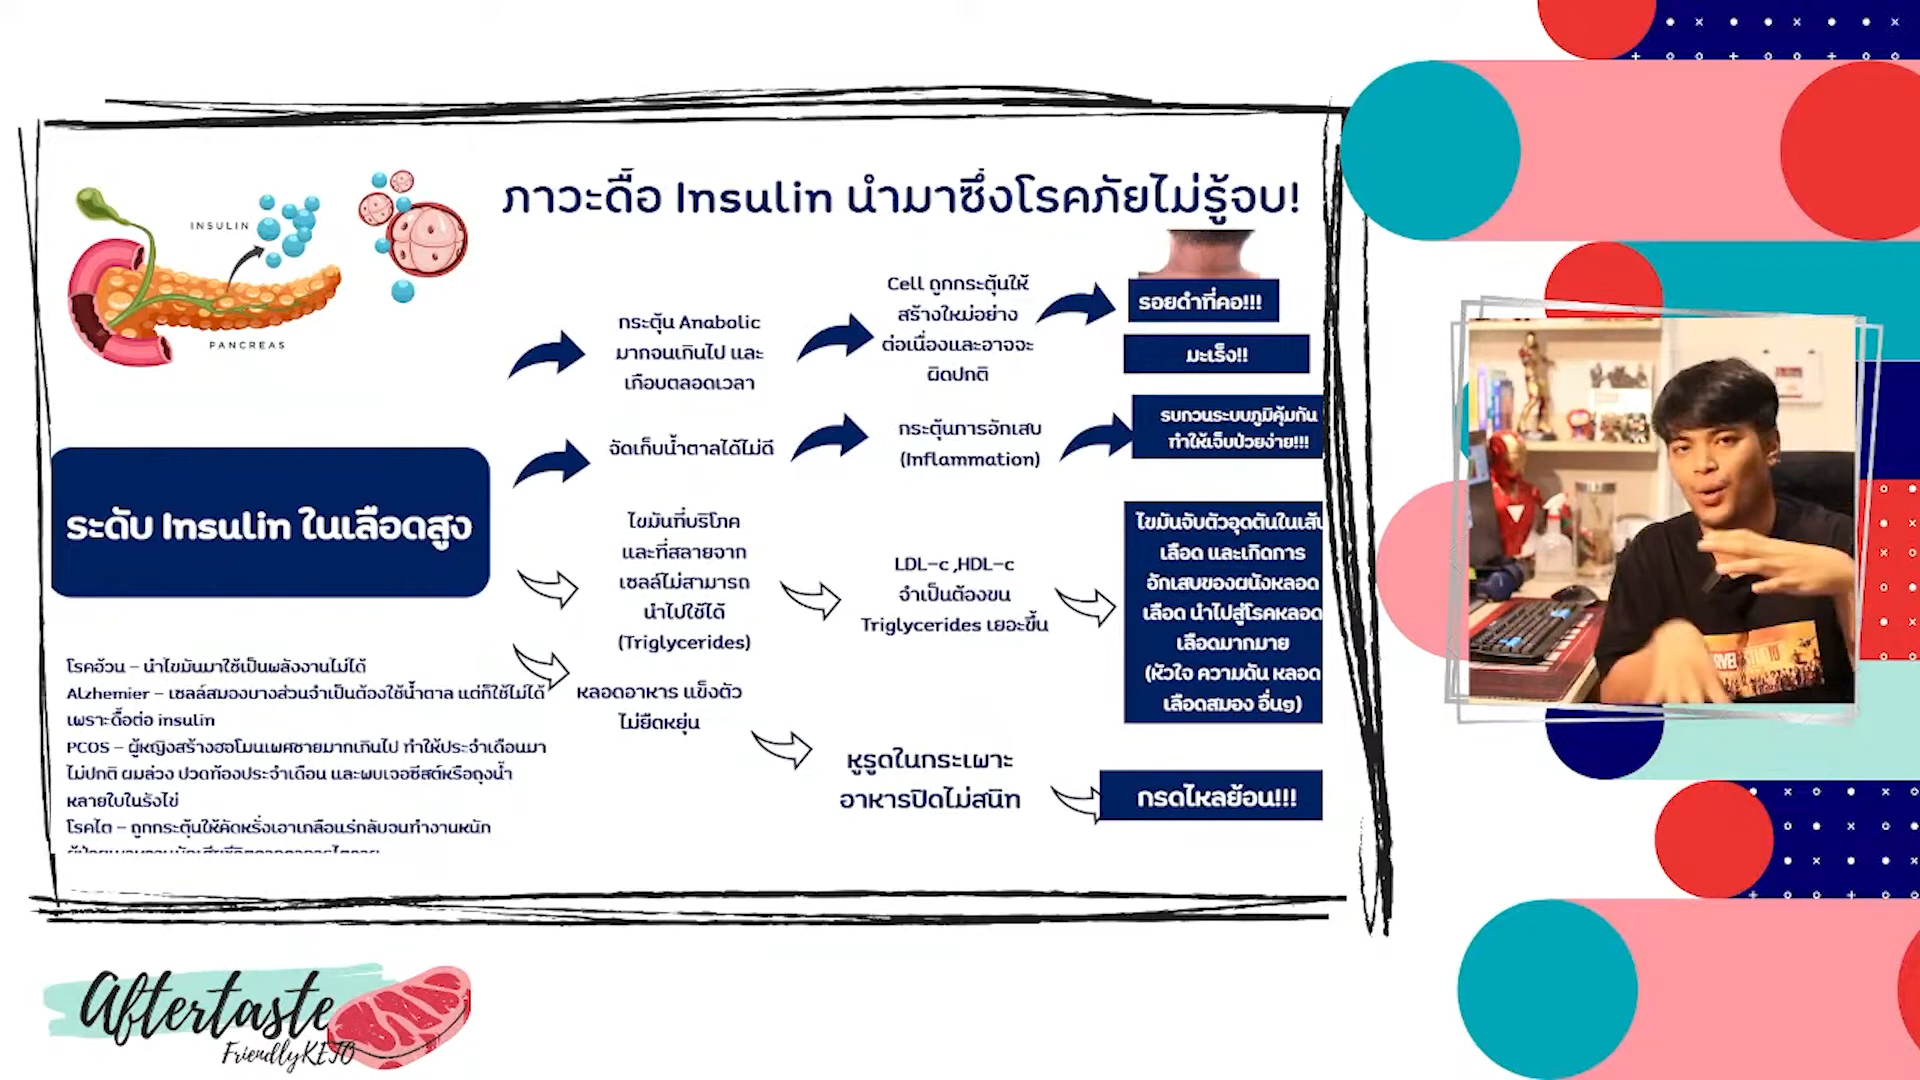 ภาวะดื้อ Insulin นำมาซึ่งโรคภัยไม่รู้จบ!
INSULIN
PANCREAS
ระดับ Insulin ในเลือดสูง
กระตุ้น Anabolic
มากจนเกินไป และ
เกือบตลอดเวลา
Cell ถูกกระตุ้นให้
สร้างใหม่อย่าง
ต่อเนื่องและอาจจะ
ผิดปกติ
รอยดำที่คอ!!!
มะเร็ง!!
จัดเก็บน้ำตาลได้ไม่ดี
กระตุ้นการอักเสบ
(Inflammation)
รบกวนระบบภูมิคุ้มกัน
ทำให้เจ็บป่วยง่าย!!!
ไขมันที่บริโภค
และที่สลายจาก
เซลล์ไม่สามารถ
นำไปใช้ได้
(Triglycerides)
LDL-c ,HDL-c
จำเป็นต้องขน
Triglycerides เยอะขึ้น
ไขมันจับตัวอุดตันในเส้น
เลือด และเกิดการ
อักเสบของผนังหลอด
เลือด นำไปสู่โรคหลอด
เลือดมากมาย
(หัวใจ ความดัน หลอด
เลือดสมอง อื่นๆ)
หลอดอาหาร แข็งตัว
ไม่ยืดหยุ่น
หูรูดในกระเพาะ
อาหารปิดไม่สนิท
กรดไหลย้อน!!!
โรคอ้วน – นำไขมันมาใช้เป็นพลังงานไม่ได้
Alzhemier – เซลล์สมองบางส่วนจำเป็นต้องใช้น้ำตาล แต่ก็ใช้ไม่ได้
เพราะดื้อต่อ insulin
PCOS – ผู้หญิงสร้างฮอโมนเพศชายมากเกินไป ทำให้ประจำเดือนมา
ไม่ปกติ ผมล่วง ปวดท้องประจำเดือน และพบเจอซีสต์หรือถุงน้ำ
หลายใบในรังไข่
โรคไต – ถูกกระตุ้นให้คัดหรั่งเอาเกลือแร่กลับจนทำงานหนัก
Aftertaste
FriendlyKETO